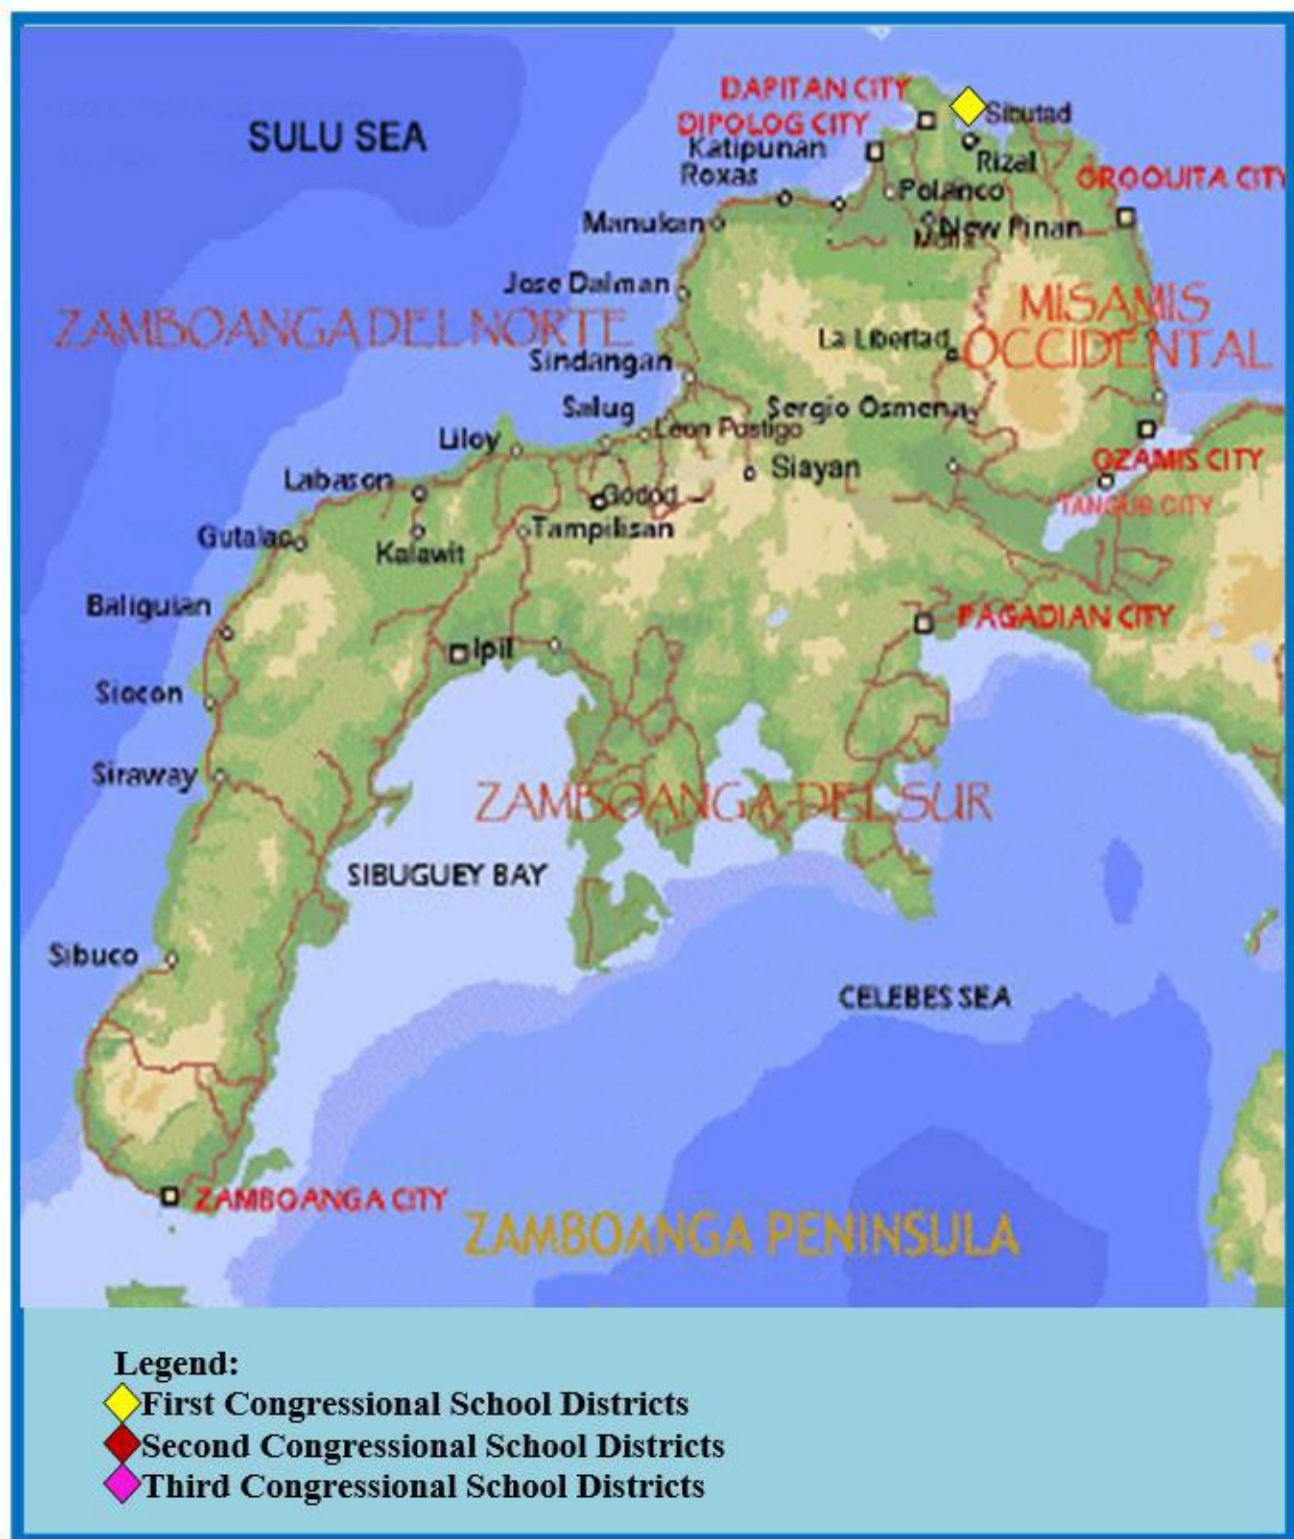 DAPITAN CITY
Sibutad
SULU SEA
DIPOLOG CITY
Katipunan
Rizal
Roxas
OROQUITA CITY
Polanco
Manukan
New Pinan
Jose Dalman
ZAMBOANGA DEL NORTE
MISAMIS
OCCIDENTAL
La Libertad
Sindangan
Salug
Sergio Osmena
Leon Postigo
Liloy
OZAMIS CITY
Siayan
Labason
Godod
TANGUB CITY
Tampilisan
Gutalac
Kalawit
Baliguian
PAGADIAN CITY
Ipil
Siocon
Siraway
ZAMBOANGA DEL SUR
SIBUGUEY BAY
Sibuco
CELEBES SEA
ZAMBOANGA CITY
ZAMBOANGA PENINSULA
Legend:
First Congressional School Districts
Second Congressional School Districts
Third Congressional School Districts